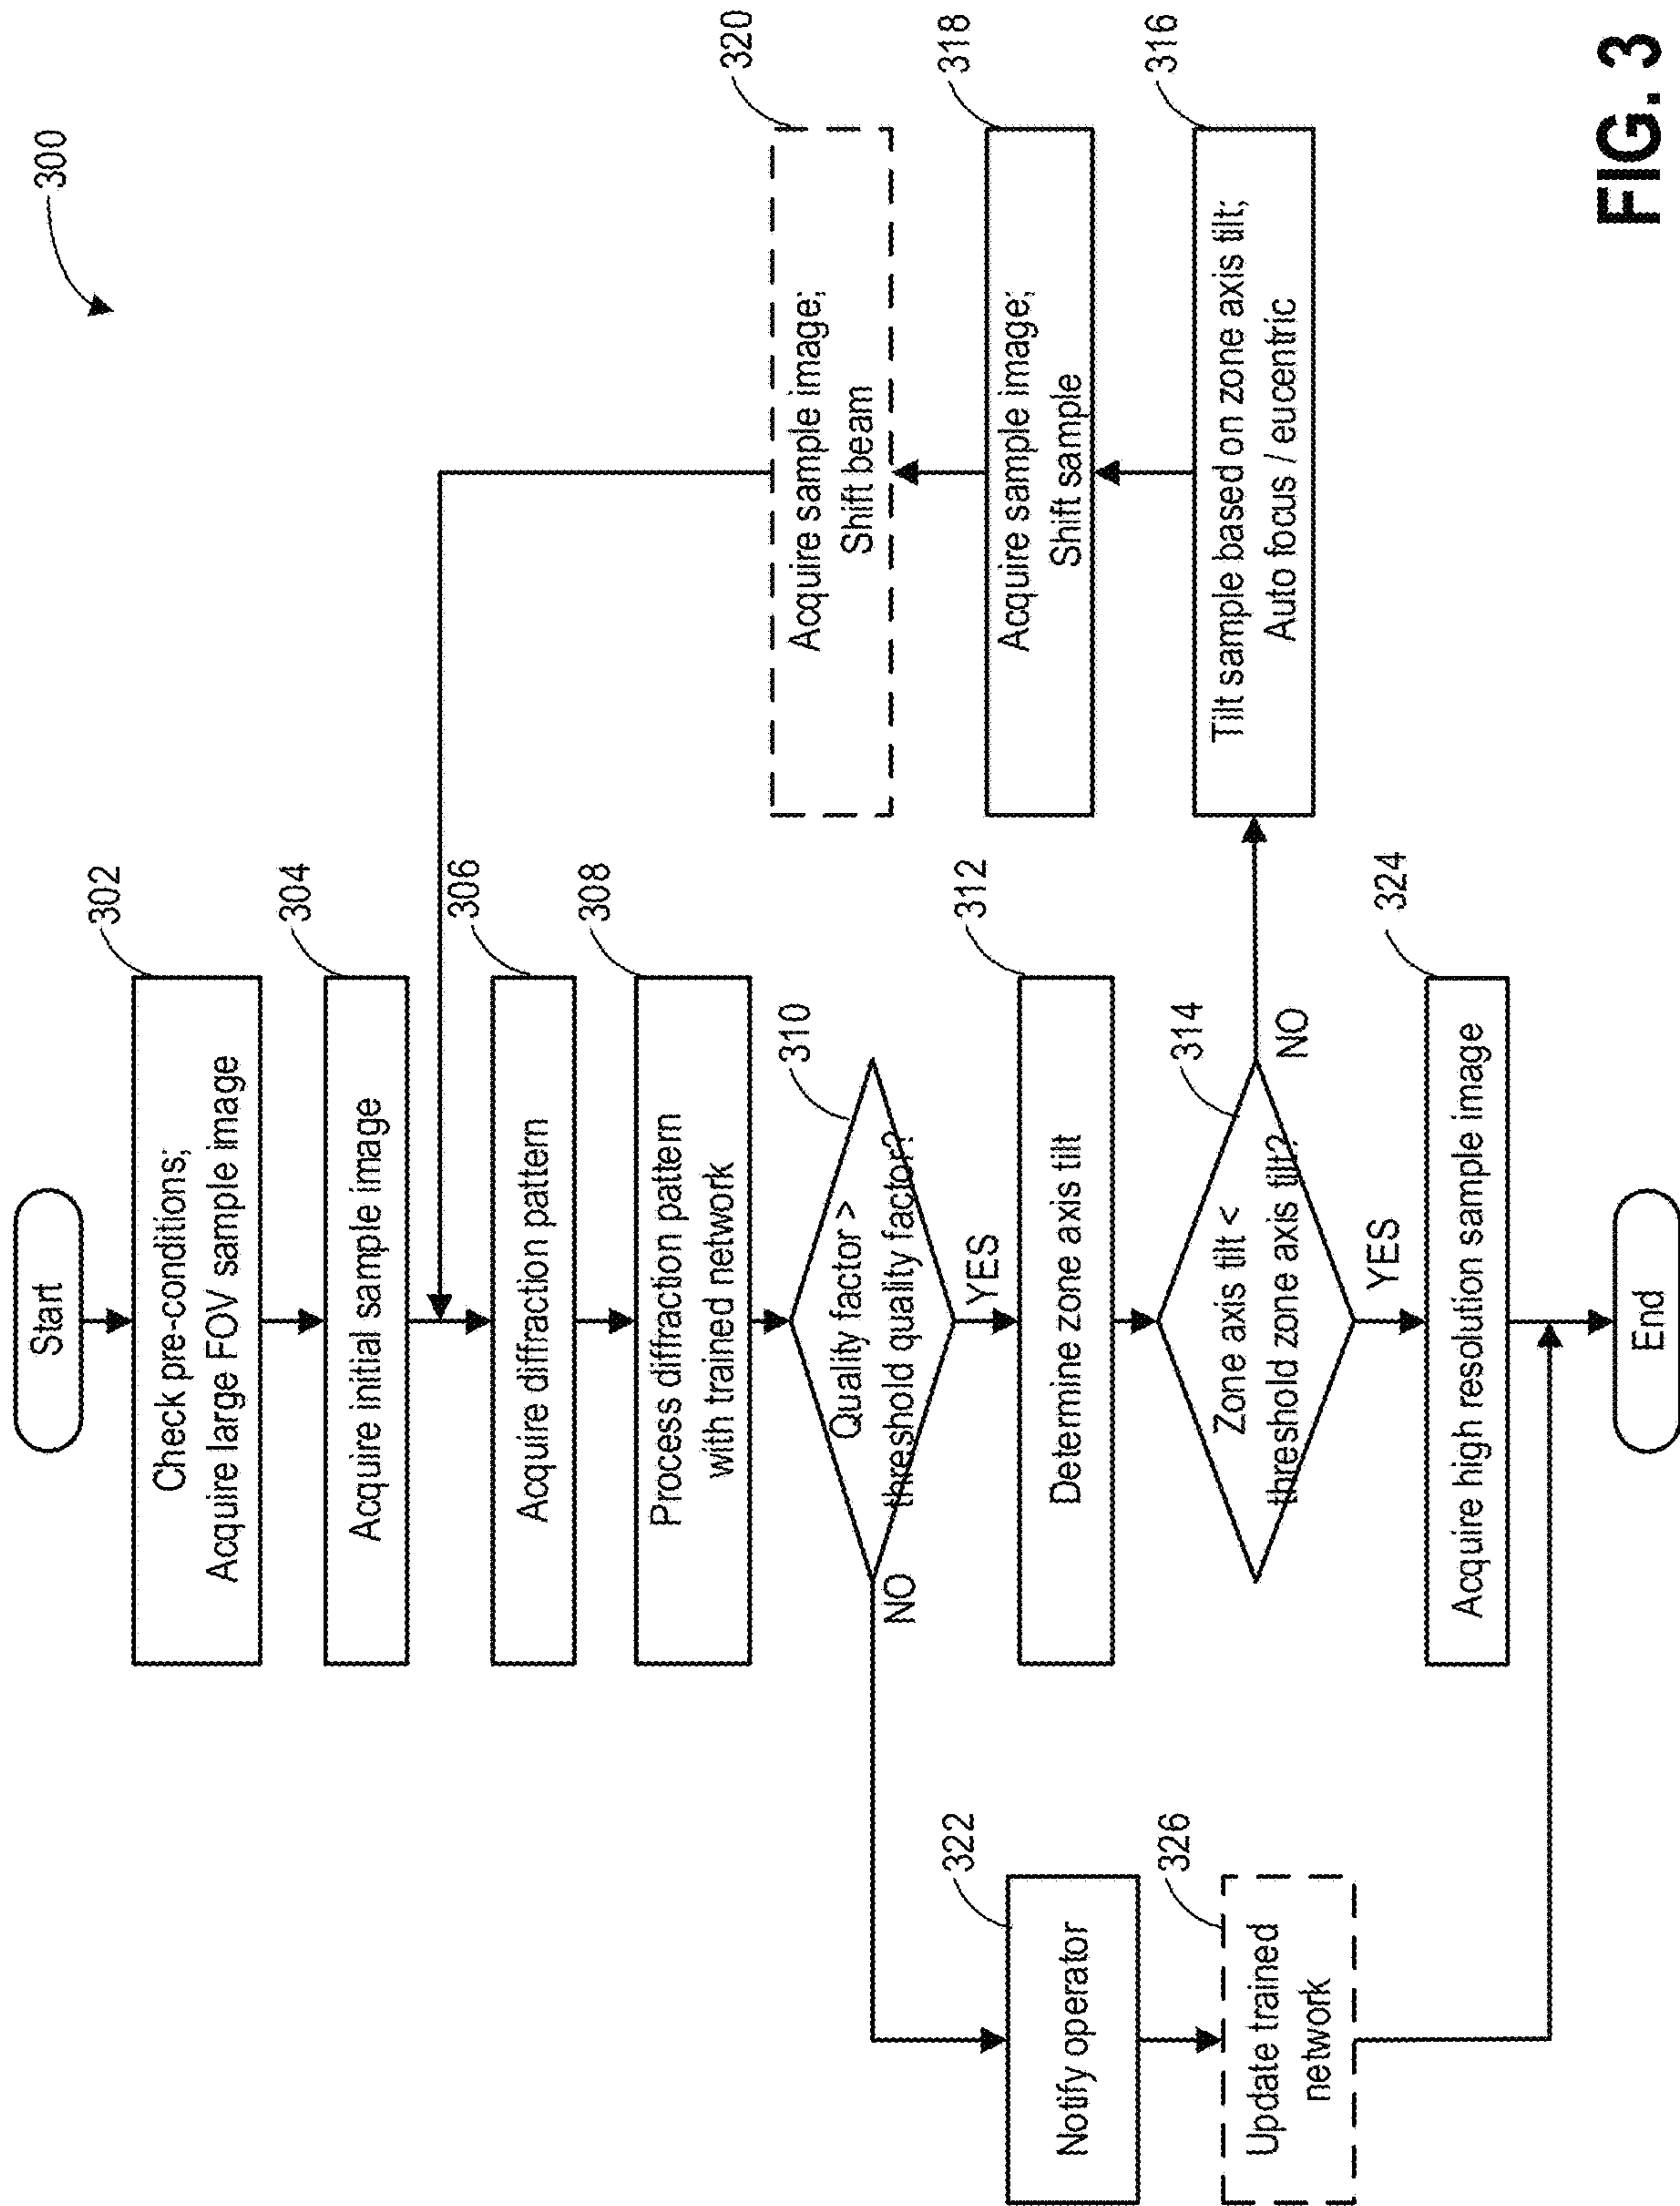 300
Start
302
Check pre-conditions;
Acquire large FOV sample image
304
Acquire initial sample image
306
Acquire diffraction pattern
308
Process diffraction pattern
with trained network
310
Quality factor >
threshold quality factor?
NO
YES
312
Determine zone axis tilt
314
Zone axis tilt <
threshold zone axis tilt?
NO
YES
316
Tilt sample based on zone axis tilt;
Auto focus / eucentric
318
Acquire sample image;
Shift sample
320
Acquire sample image;
Shift beam
322
Notify operator
326
Update trained
network
324
Acquire high resolution sample image
End
FIG. 3